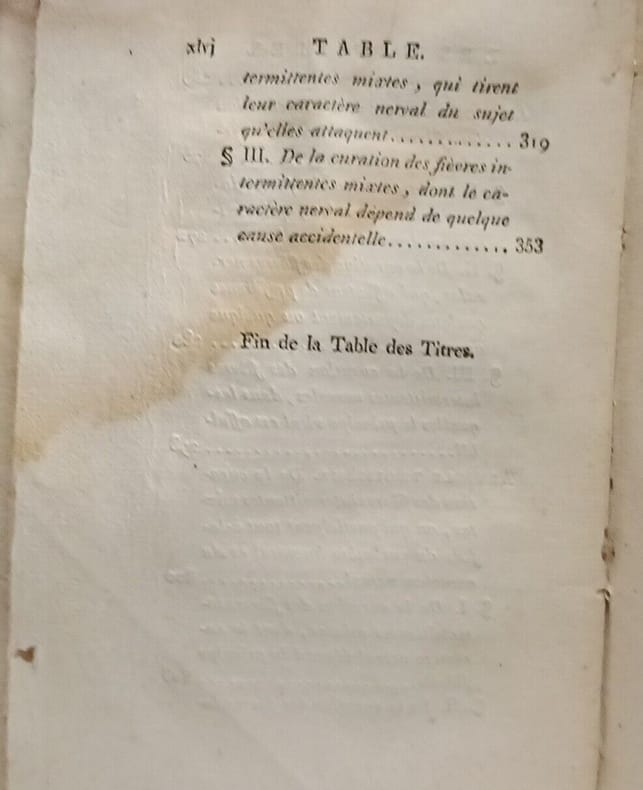 xlvj TABLE.
termittentes mixtes, qui tirent
leur caractère nerval du sujet
qu'elles attaquent............. 319
§ III. De la curation des fièvres in-
termittentes mixtes, dont le ca-
ractère nerval dépend de quelque
cause accidentelle............. 353
Fin de la Table des Titres.